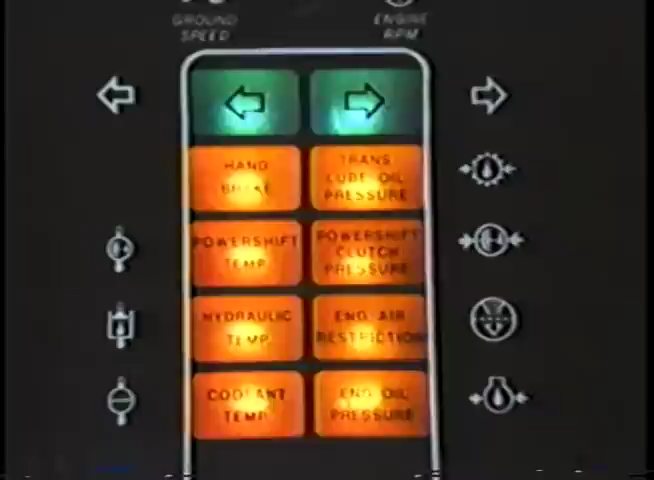 GROUND
SPEED
ENGINE
RPM
HAND
BRAKE
TRANS
LUBE OIL
PRESSURE
POWERSHIFT
TEMP
POWERSHIFT
CLUTCH
PRESSURE
HYDRAULIC
TEMP
ENG AIR
RESTRICTION
COOLANT
TEMP
ENG OIL
PRESSURE